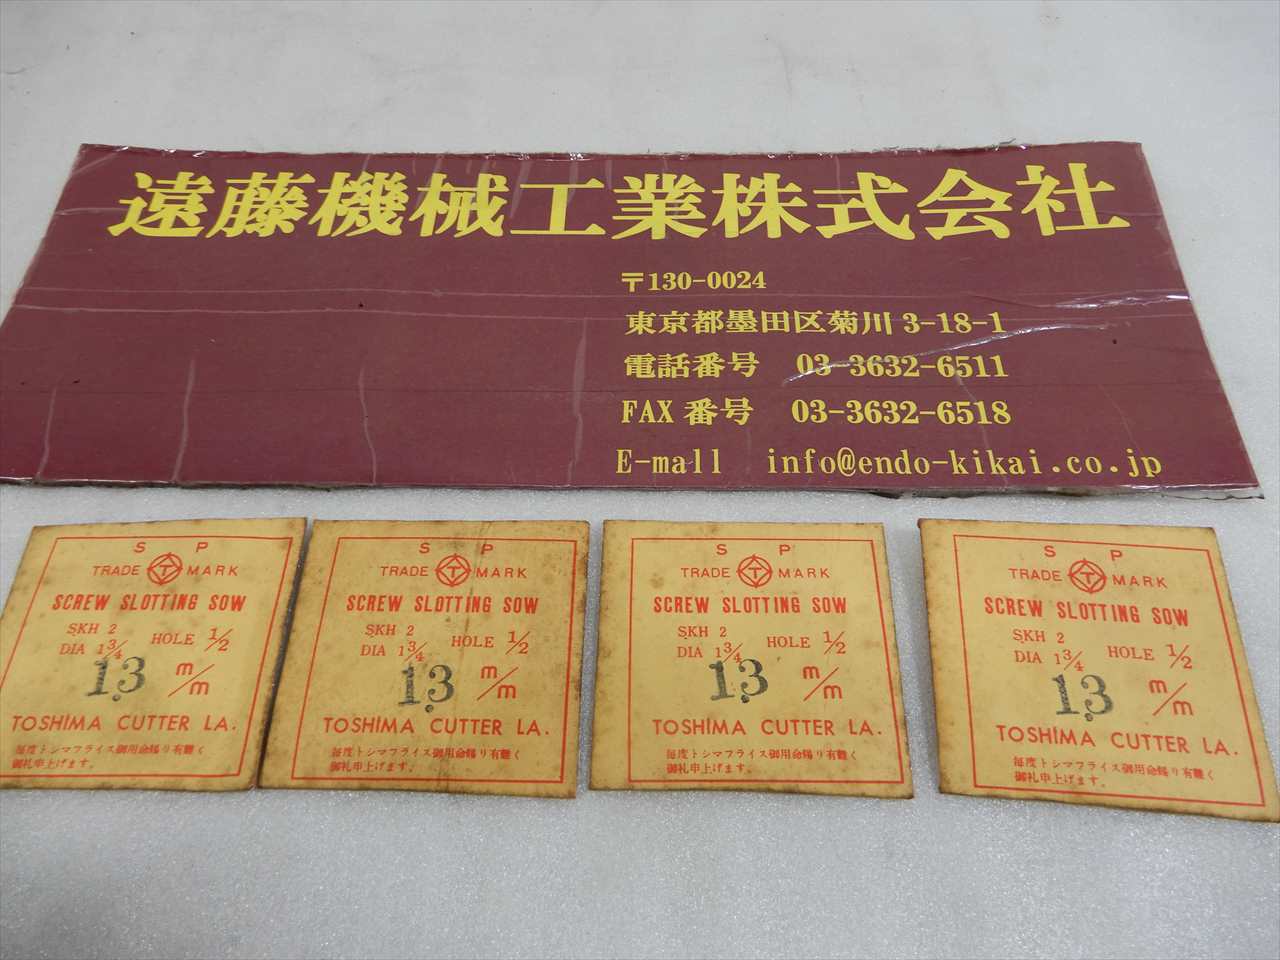 遠藤機械工業株式会社
〒130-0024
東京都墨田区菊川 3-18-1
電話番号 03-3632-6511
FAX 番号 03-3632-6518
E-mall info@endo-kikai.co.jp
S P
TRADE T MARK
SCREW SLOTTING SOW
SKH 2
DIA 1 3/4 HOLE 1/2
1.3 m/m
TOSHIMA CUTTER LA.
毎度トシマフライス御用命賜り有難く
御礼申上げます。
S P
TRADE T MARK
SCREW SLOTTING SOW
SKH 2
DIA 1 3/4 HOLE 1/2
1.3 m/m
TOSHIMA CUTTER LA.
毎度トシマフライス御用命賜り有難く
御礼申上げます。
S P
TRADE T MARK
SCREW SLOTTING SOW
SKH 2
DIA 1 3/4 HOLE 1/2
1.3 m/m
TOSHIMA CUTTER LA.
毎度トシマフライス御用命賜り有難く
御礼申上げます。
S P
TRADE T MARK
SCREW SLOTTING SOW
SKH 2
DIA 1 3/4 HOLE 1/2
1.3 m/m
TOSHIMA CUTTER LA.
毎度トシマフライス御用命賜り有難く
御礼申上げます。